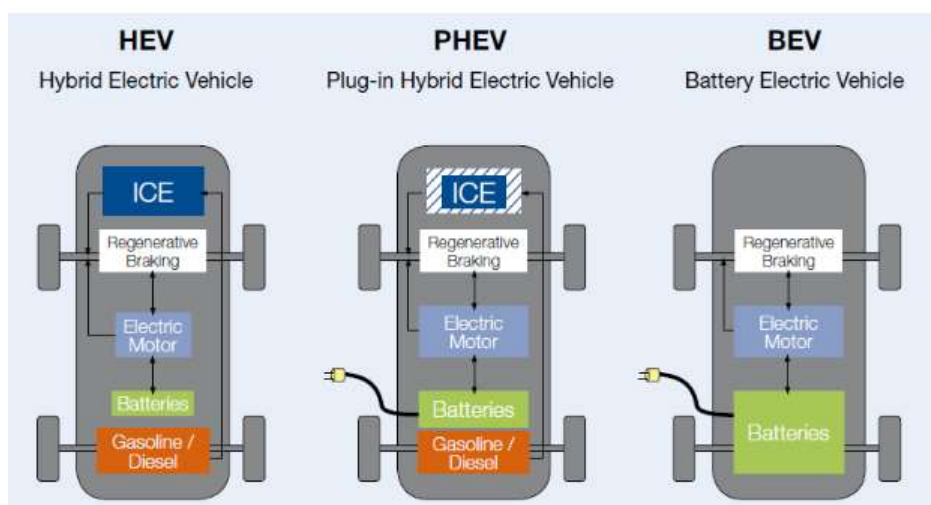 HEV
Hybrid Electric Vehicle
ICE
Regenerative
Braking
Electric
Motor
Batteries
Gasoline /
Diesel
PHEV
Plug-in Hybrid Electric Vehicle
ICE
Regenerative
Braking
Electric
Motor
Batteries
Gasoline /
Diesel
BEV
Battery Electric Vehicle
Regenerative
Braking
Electric
Motor
Batteries